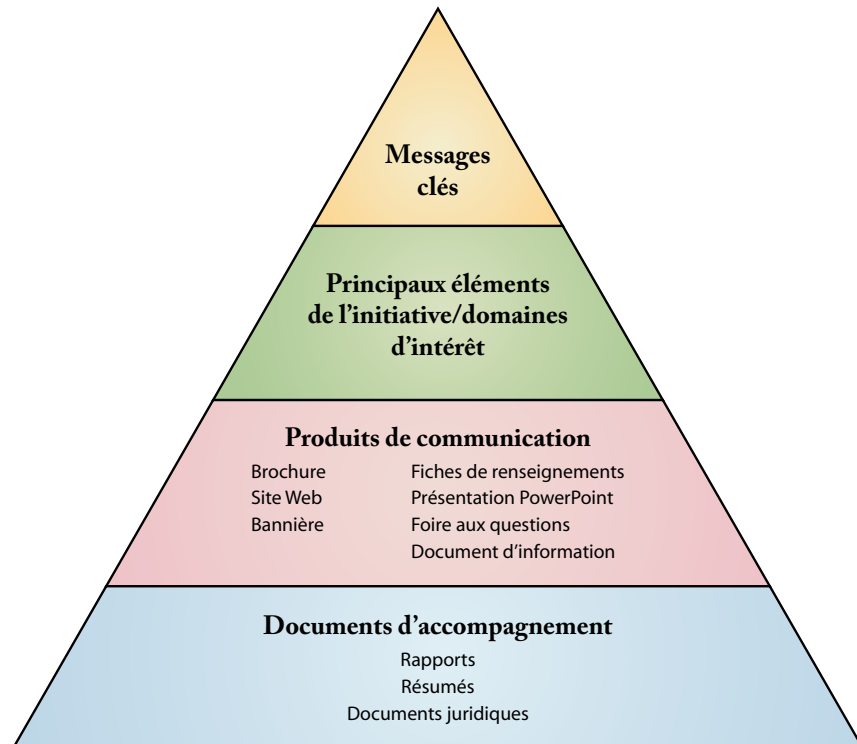 Messages
clés
Principaux éléments
de l’initiative/domaines
d’intérêt
Produits de communication
Brochure
Site Web
Bannière
Fiches de renseignements
Présentation PowerPoint
Foire aux questions
Document d’information
Documents d’accompagnement
Rapports
Résumés
Documents juridiques